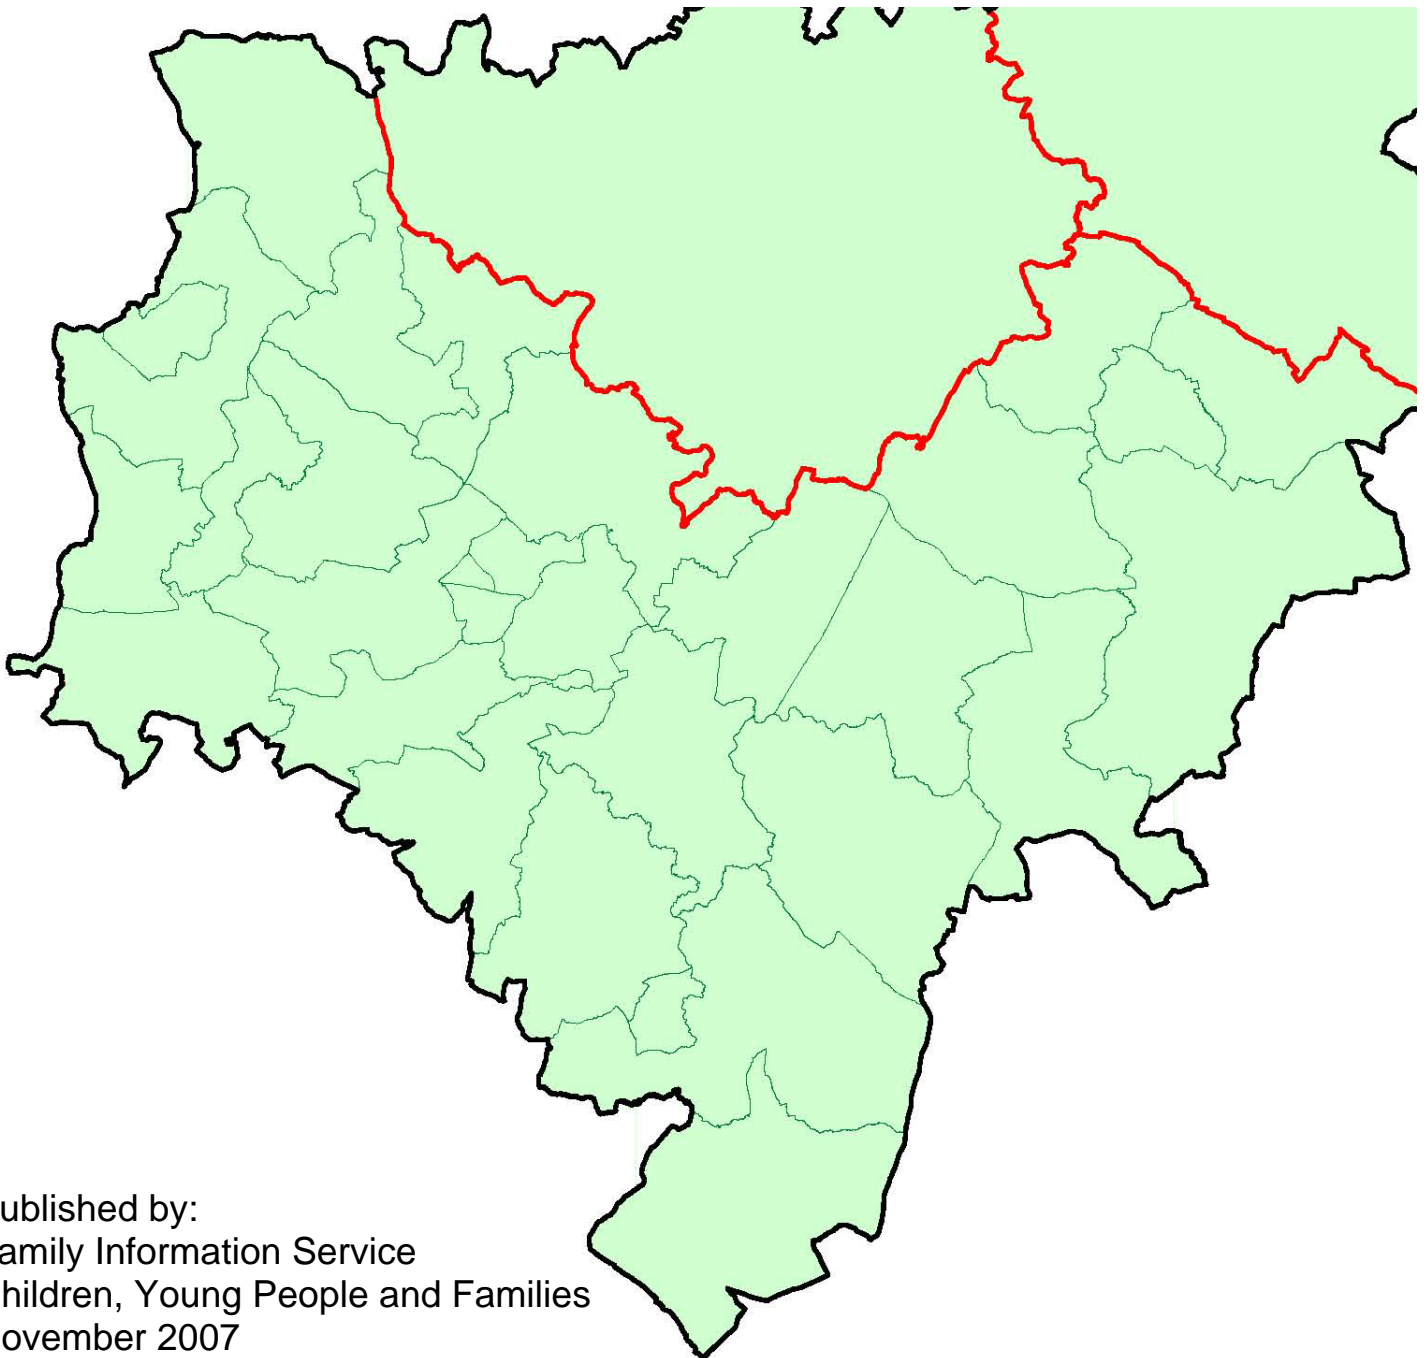 ublished by:
amily Information Service
hildren, Young People and Families
ovember 2007